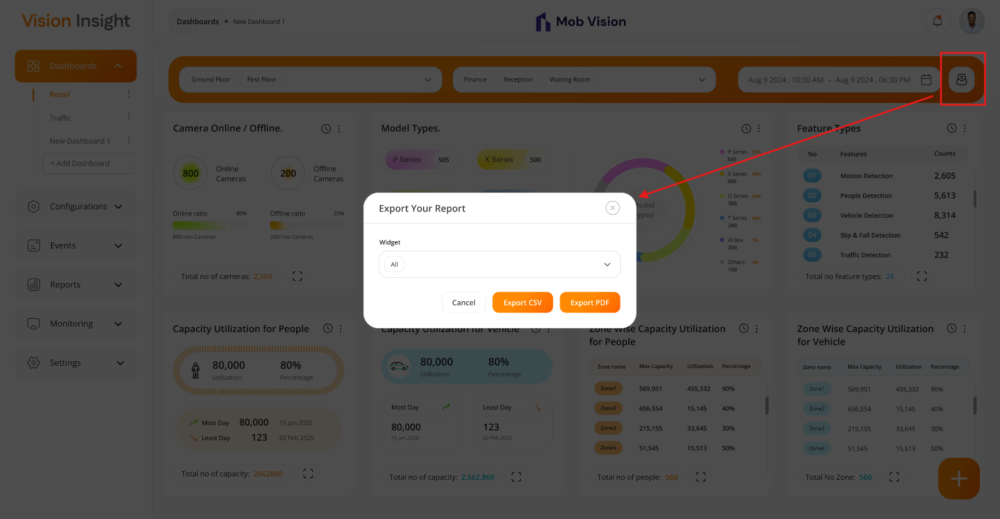 Vision Insight
Dashboards • New Dashboard 1
Mob Vision
Dashboards
Retail
Traffic
New Dashboard 1
+ Add Dashboard
Configurations
Events
Reports
Monitoring
Settings
Ground Floor First Floor
Finance Reception Waiting Room
Aug 9 2024 , 10:30 AM - Aug 9 2024 , 06:30 PM
Camera Online / Offline.
800 Online Cameras
200 Offline Cameras
Online ratio 80%
800/1000 Cameras
Offline ratio 20%
200/1000 Cameras
Total no of cameras: 2,560
Model Types.
P Series 505
X Series 500
P Series 35%
505
X Series 30%
500
Q Series 25%
300
T Series 20%
200
AI Box 7%
200
Others 3%
150
Feature Types
No Features Counts
01 Motion Detection 2,605
02 People Detection 5,613
03 Vehicle Detection 8,314
04 Slip & Fall Detection 542
05 Traffic Detection 232
Total no feature types: 28
Export Your Report
Widget
All
Cancel Export CSV Export PDF
Capacity Utilization for People
80,000 80%
Utilization Percentage
Most Day 80,000 15 Jan 2025
Least Day 123 20 Feb 2025
Total no of capacity: 2562860
Capacity Utilization for Vehicle
80,000 80%
Utilization Percentage
Most Day Least Day
80,000 123
15 Jan 2025 20 Feb 2025
Total no of capacity: 2,562,860
Zone Wise Capacity Utilization
for People
Zone name Max Capacity Utilization Percentage
Zone1 569,951 455,332 90%
Zone2 656,554 15,145 40%
Zone3 215,155 33,645 30%
Zone4 51,545 15,513 50%
Total no of people: 560
Zone Wise Capacity Utilization
for Vehicle
Zone name Max Capacity Utilization Percentage
Zone1 569,951 455,332 90%
Zone2 656,554 15,145 40%
Zone3 215,155 33,645 30%
Zone4 51,545 15,513 50%
Total No Zone: 560